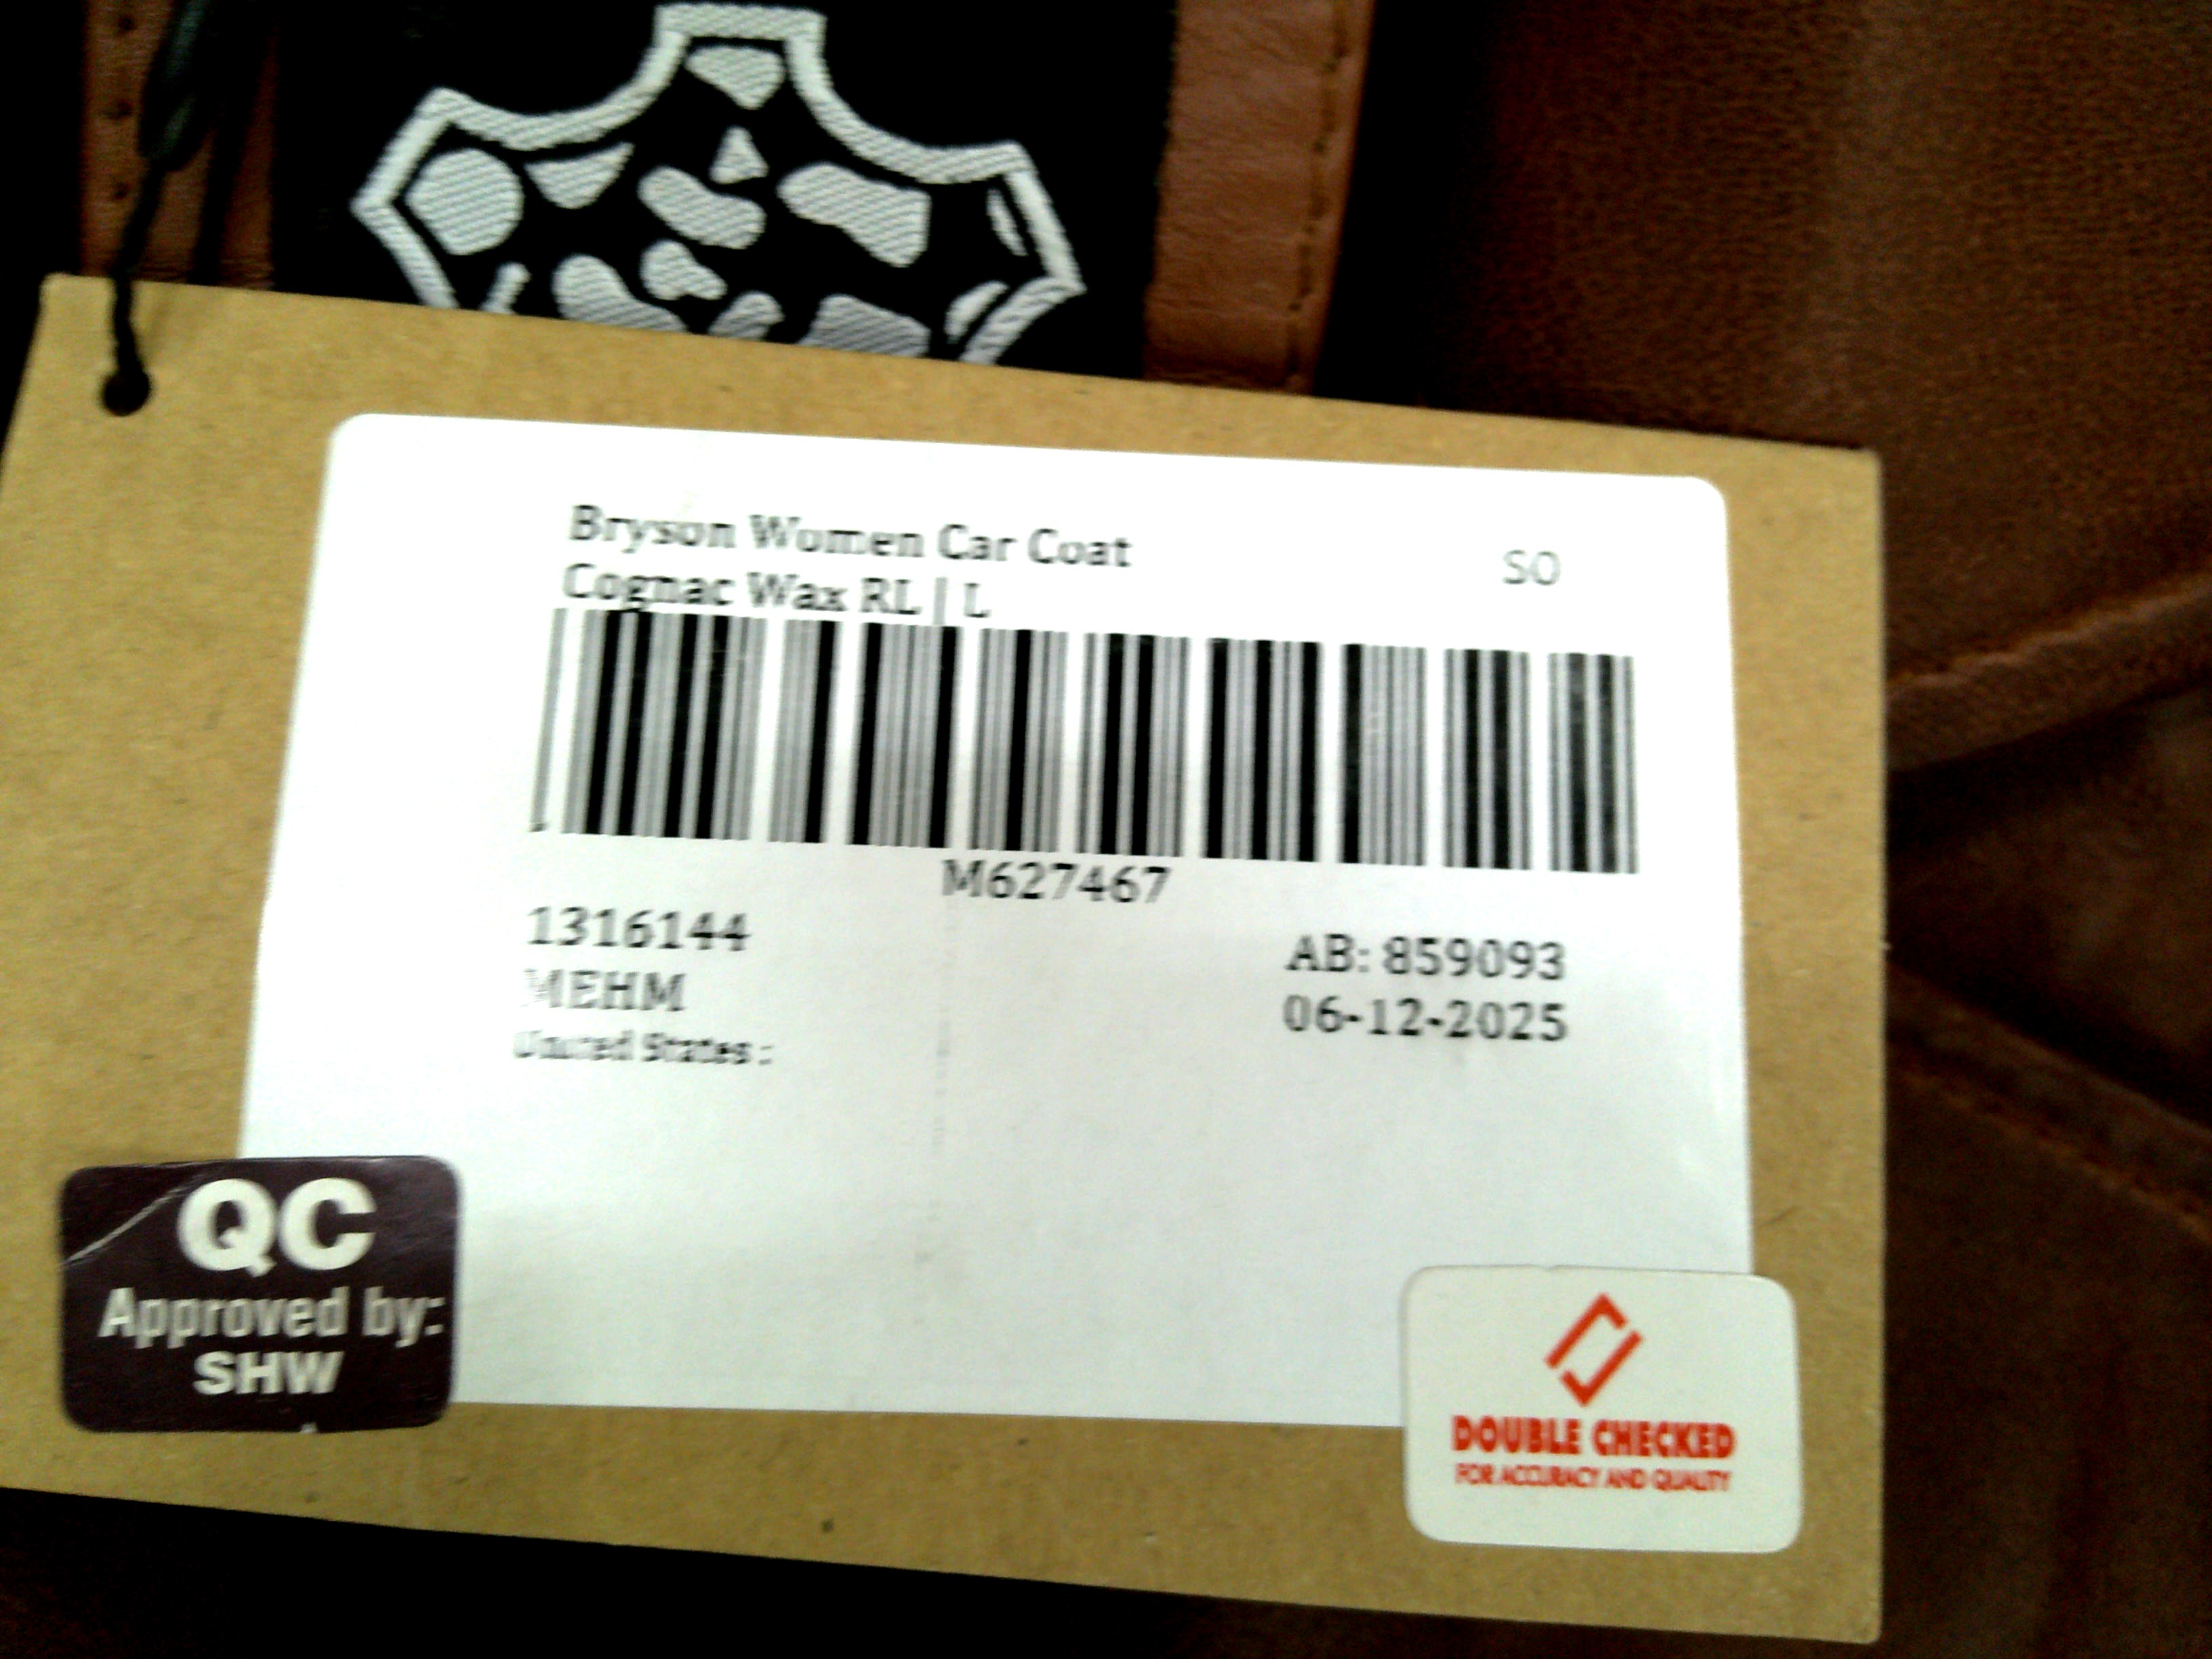 Bryson Women Car Coat
SO
Cognac Wax RL | L
M627467
1316144
AB: 859093
MEHM
06-12-2025
United States :
QC
Approved by:
SHW
DOUBLE CHECKED
FOR ACCURACY AND QUALITY